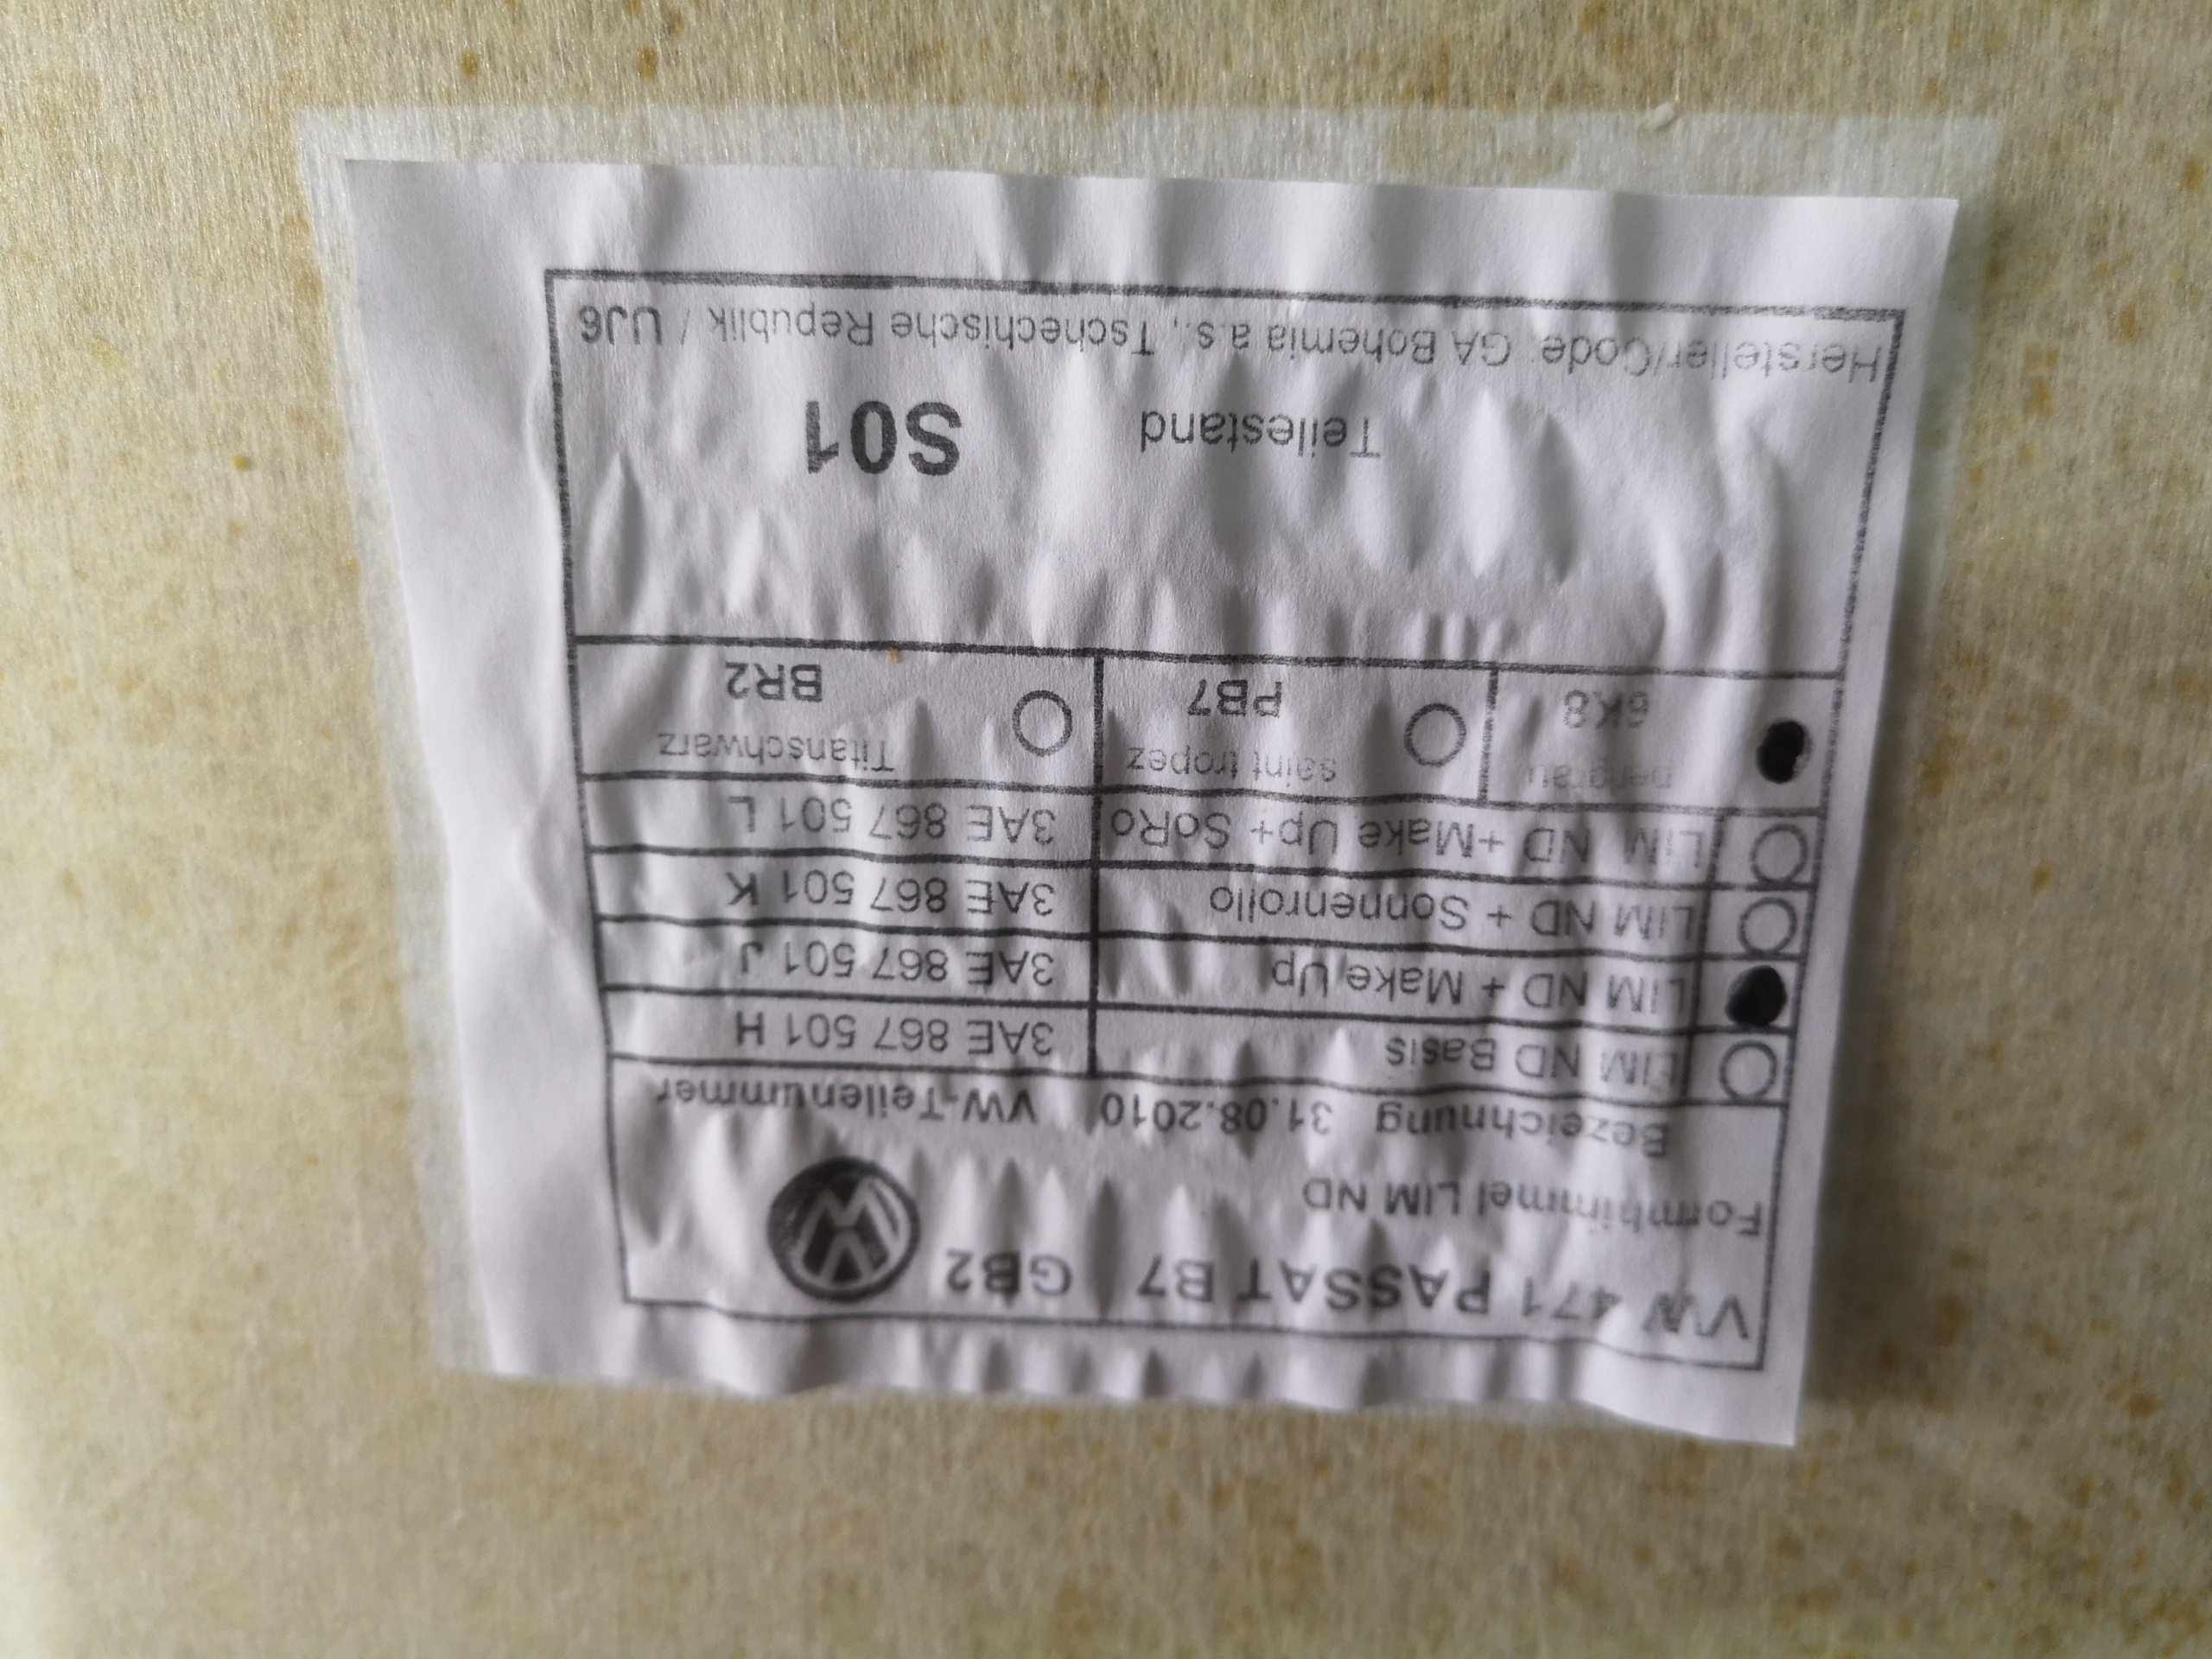 VW 471 PASSAT B7 GB2
Formhimmel LIM ND
Bezeichnung 31.08.2010 VW-Teilenummer
LIM ND Basis 3AE 867 501 H
LIM ND + Make Up 3AE 867 501 J
LIM ND + Sonnenrollo 3AE 867 501 K
LIM ND +Make Up+ SoRo 3AE 867 501 L
saint tropez Titanschwarz
6K8 PB7 BR2
Teilestand S01
Hersteller/Code: GA Bohemia a.s., Tschechische Republik / UJ6